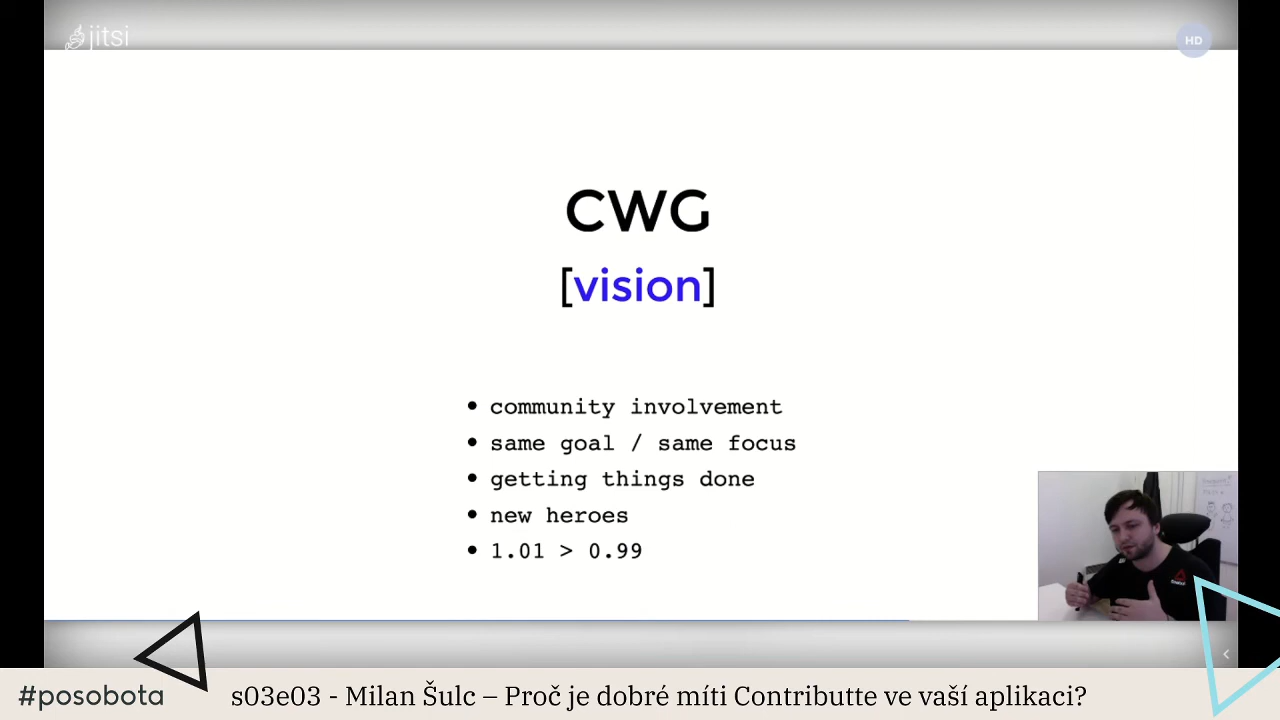 jitsi
HD
CWG
[vision]
• community involvement
• same goal / same focus
• getting things done
• new heroes
• 1.01 > 0.99
#posobota
s03e03 - Milan Šulc – Proč je dobré míti Contributte ve vaší aplikaci?